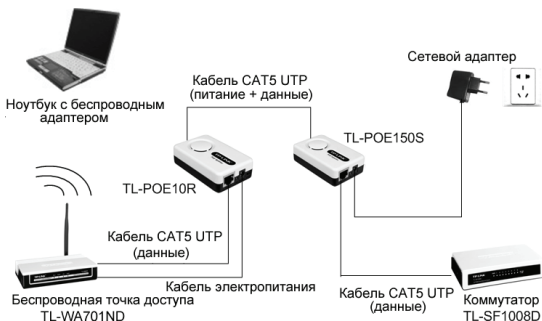 Сетевой адаптер
Кабель CAT5 UTP
(питание + данные)
Ноутбук с беспроводным
адаптером
TL-POE150S
TL-POE10R
Кабель CAT5 UTP
(данные)
Кабель электропитания
Беспроводная точка доступа
TL-WA701ND
Кабель CAT5 UTP
(данные)
Коммутатор
TL-SF1008D